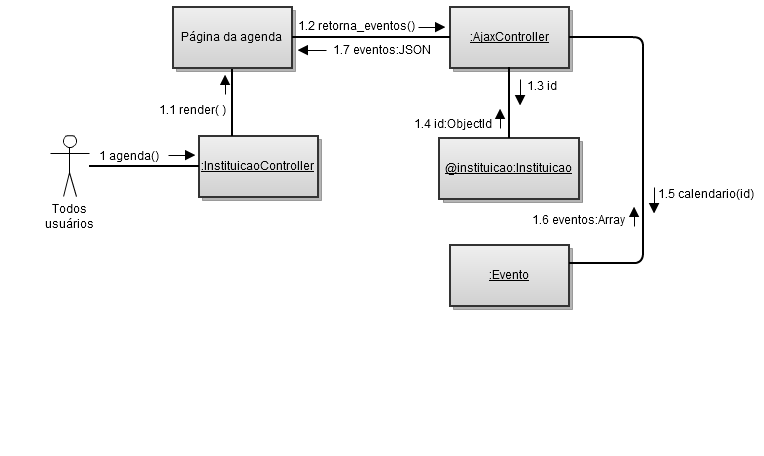 Página da agenda
1.2 retorna_eventos()
1.7 eventos:JSON
:AjaxController
1.1 render( )
1.3 id
1.4 id:ObjectId
1 agenda()
:InstituicaoController
@instituicao:Instituicao
Todos
usuários
1.5 calendario(id)
1.6 eventos:Array
:Evento